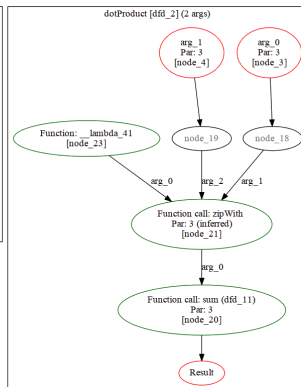 dotProduct [dfd_2] (2 args)
arg_1
Par: 3
[node_4]
arg_0
Par: 3
[node_3]
Function: __lambda_41
[node_23]
node_19
node_18
arg_0
arg_2
arg_1
Function call: zipWith
Par: 3 (inferred)
[node_21]
arg_0
Function call: sum (dfd_11)
Par: 3
[node_20]
Result